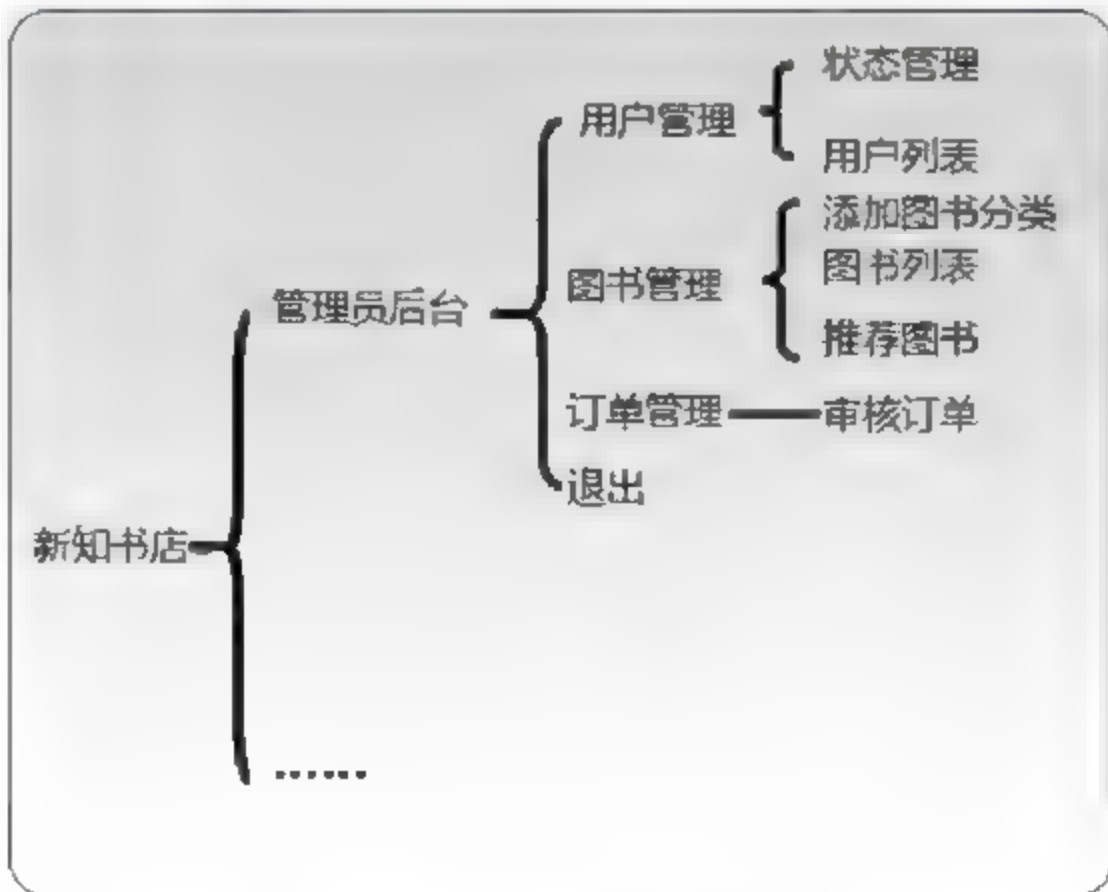 状态管理
用户管理
用户列表
添加图书分类
图书管理
图书列表
管理员后台
推荐图书
订单管理
审核订单
退出
新知书店
……